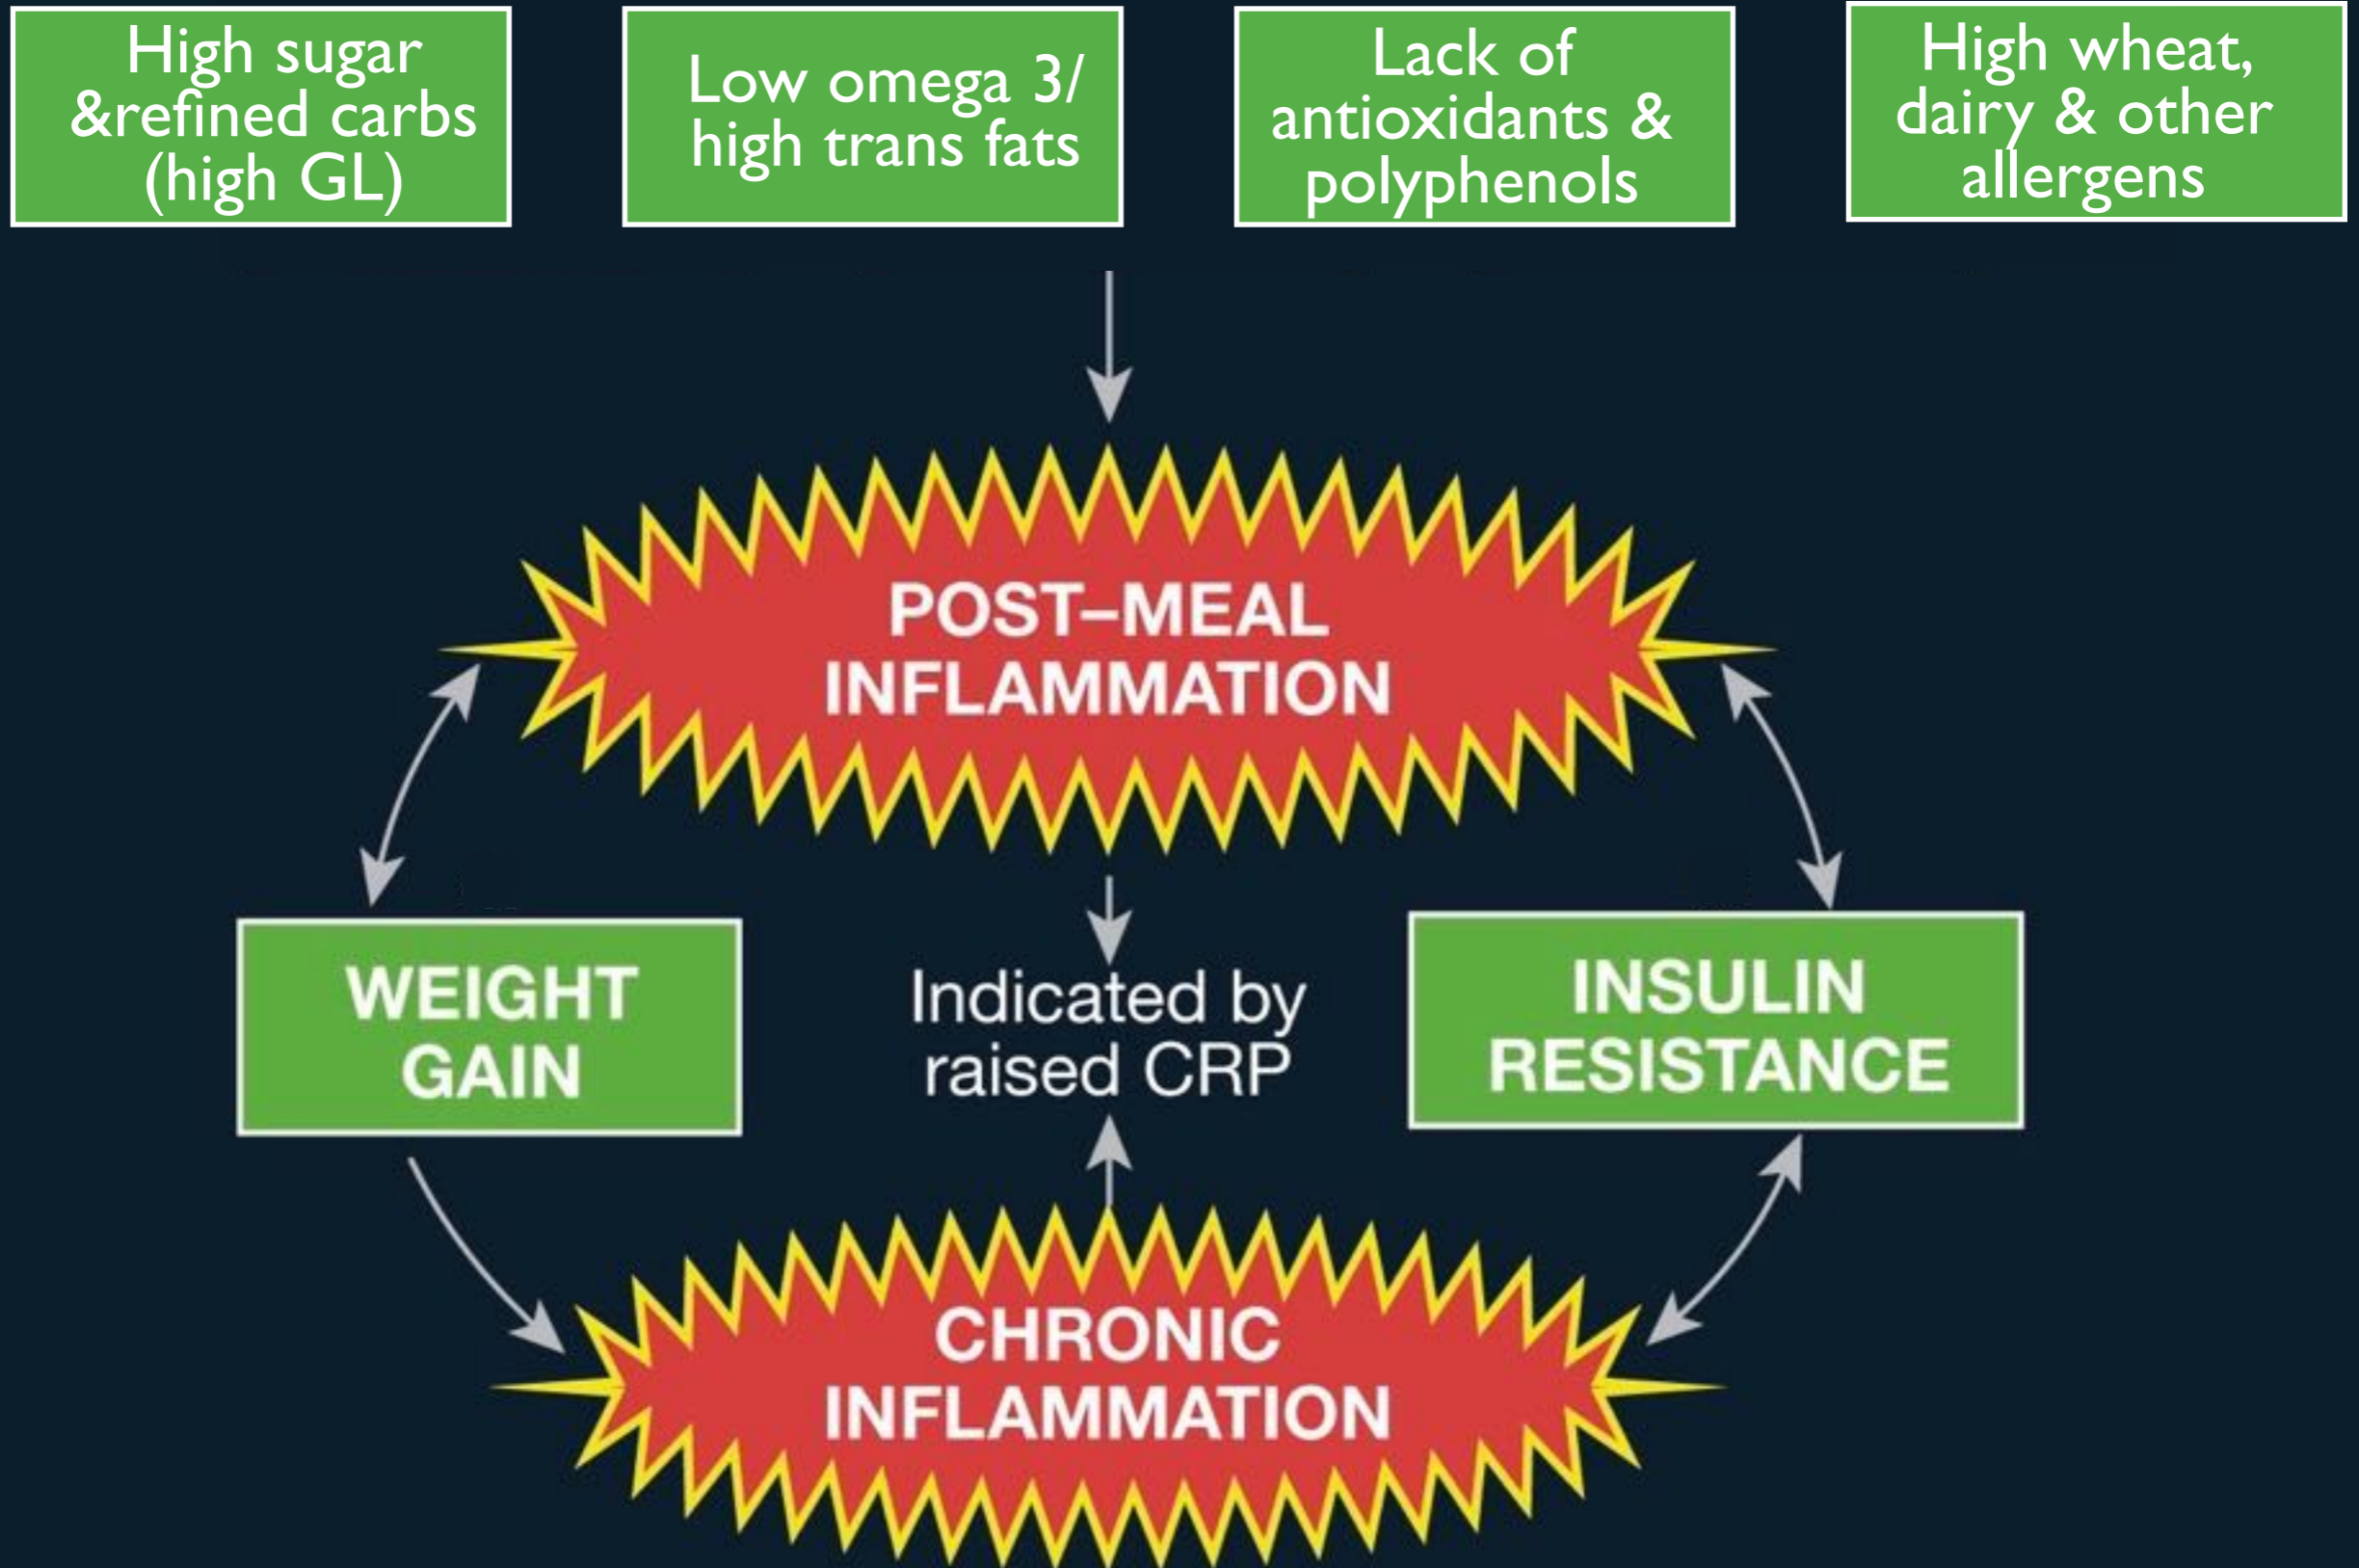 High sugar
&refined carbs
(high GL)
Low omega 3/
high trans fats
Lack of
antioxidants &
polyphenols
High wheat,
dairy & other
allergens
POST–MEAL
INFLAMMATION
WEIGHT
GAIN
Indicated by
raised CRP
INSULIN
RESISTANCE
CHRONIC
INFLAMMATION